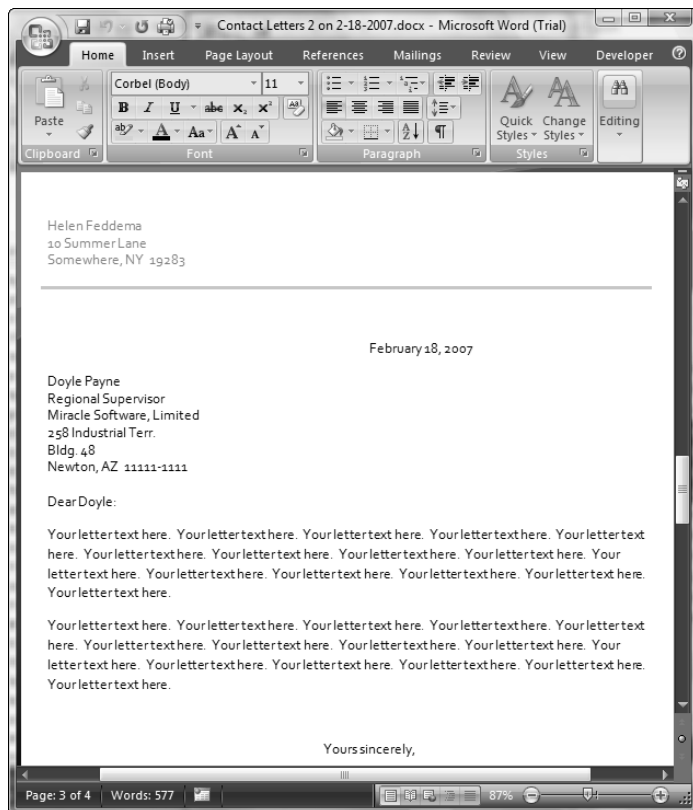 Contact Letters 2 on 2-18-2007.docx - Microsoft Word (Trial)
Home Insert Page Layout References Mailings Review View Developer
Paste
Corbel (Body) 11
B I U abe X₂ X²
ab A Aa A A
Quick Styles Change Styles
Editing
Clipboard Font Paragraph Styles
Helen Feddema
10 Summer Lane
Somewhere, NY 19283
February 18, 2007
Doyle Payne
Regional Supervisor
Miracle Software, Limited
258 Industrial Terr.
Bldg. 48
Newton, AZ 11111-1111
Dear Doyle:
Your letter text here. Your letter text here. Your letter text here. Your letter text here. Your letter text
here. Your letter text here. Your letter text here. Your letter text here. Your letter text here. Your
letter text here. Your letter text here. Your letter text here. Your letter text here. Your letter text here.
Your letter text here.
Your letter text here. Your letter text here. Your letter text here. Your letter text here. Your letter text
here. Your letter text here. Your letter text here. Your letter text here. Your letter text here. Your
letter text here. Your letter text here. Your letter text here. Your letter text here. Your letter text here.
Your letter text here.
Yours sincerely,
Page: 3 of 4 Words: 577 87%